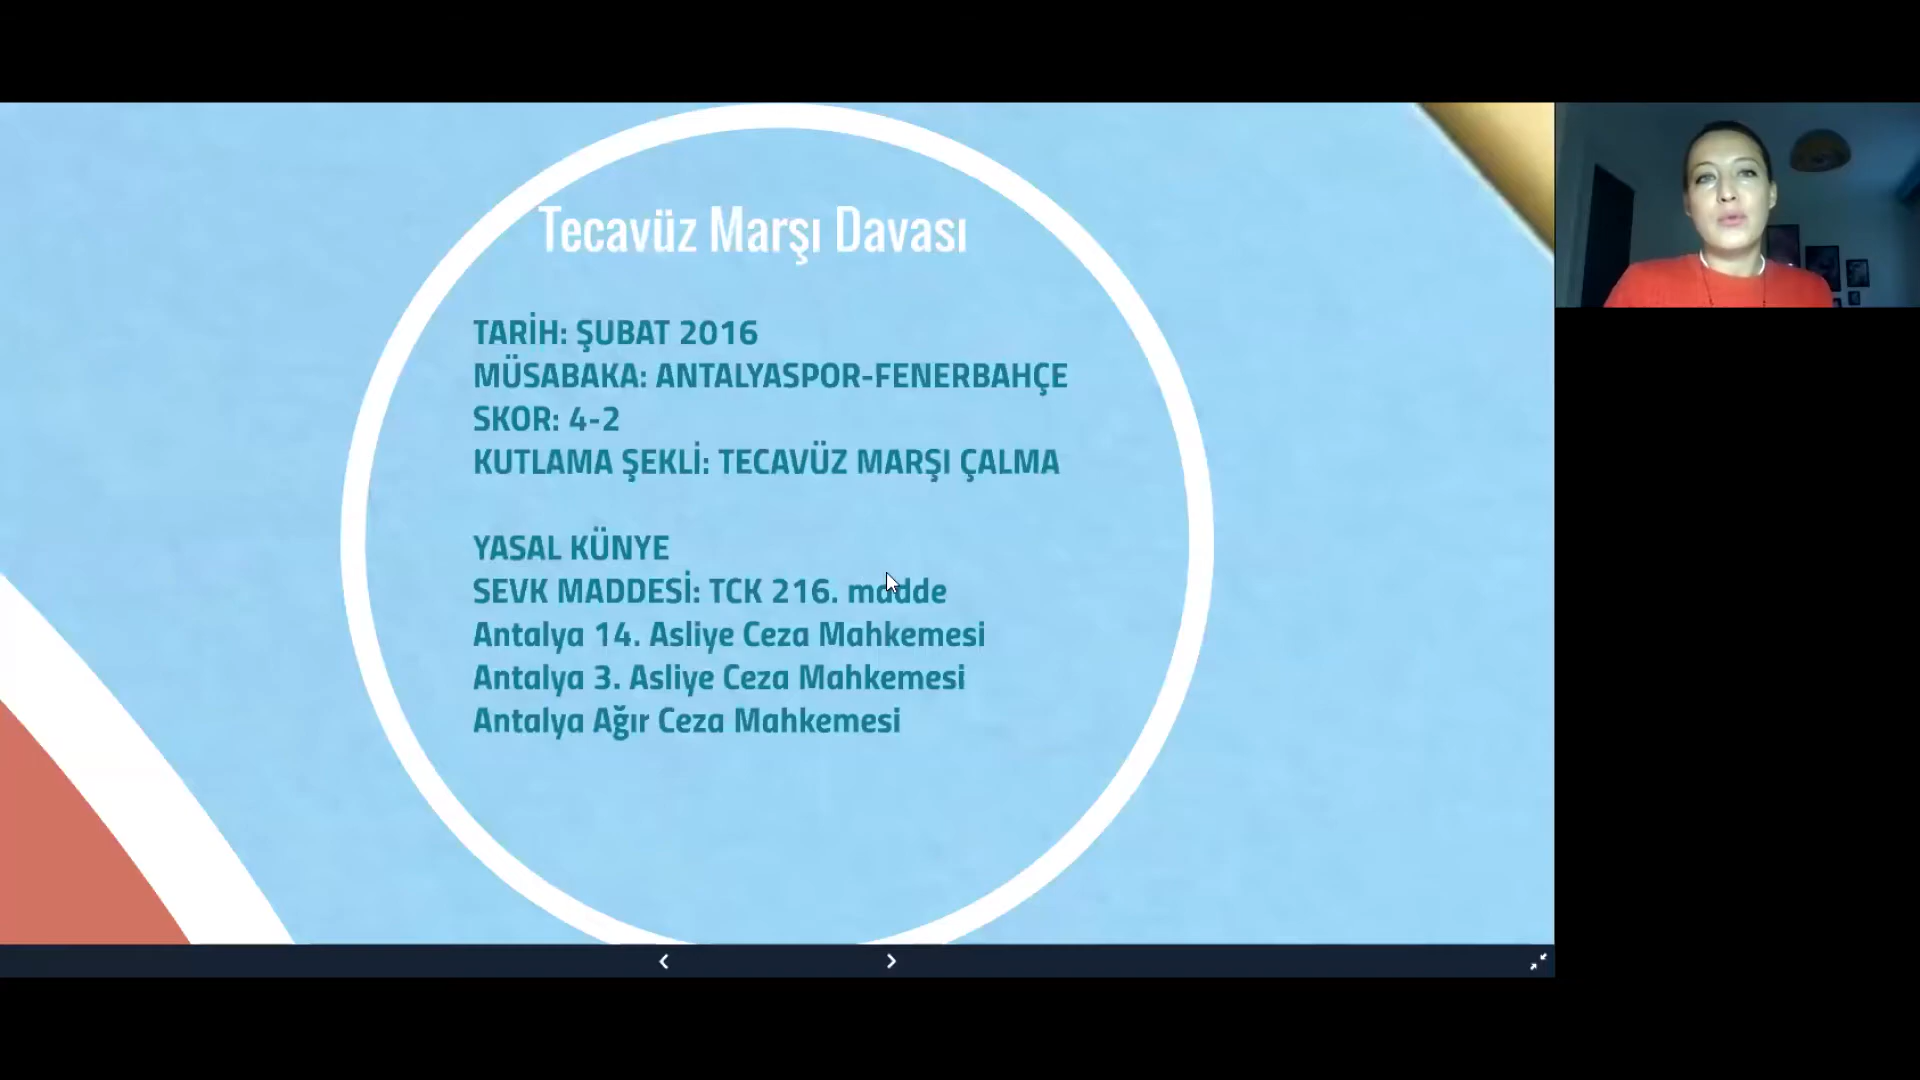 Tecavüz Marşı Davası
TARİH: ŞUBAT 2016
MÜSABAKA: ANTALYASPOR-FENERBAHÇE
SKOR: 4-2
KUTLAMA ŞEKLİ: TECAVÜZ MARŞI ÇALMA
YASAL KÜNYE
SEVK MADDESİ: TCK 216. madde
Antalya 14. Asliye Ceza Mahkemesi
Antalya 3. Asliye Ceza Mahkemesi
Antalya Ağır Ceza Mahkemesi